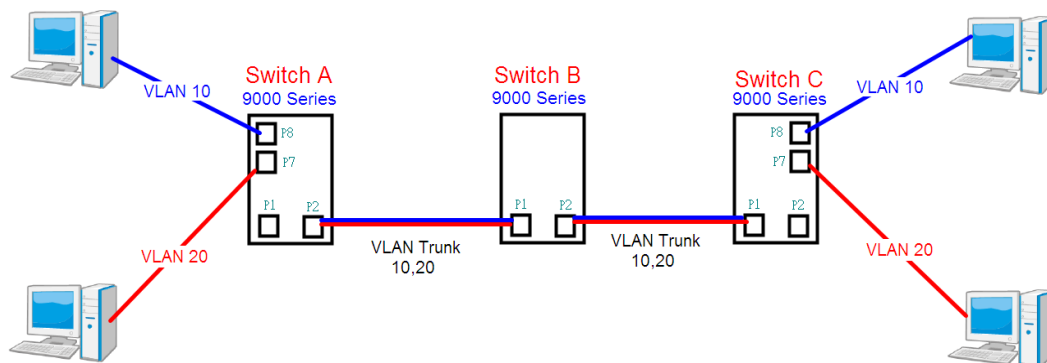 VLAN 10
Switch A
9000 Series
P8
P7
P1
P2
VLAN 20
VLAN Trunk
10,20
Switch B
9000 Series
P1
P2
VLAN Trunk
10,20
Switch C
9000 Series
P8
P7
P1
P2
VLAN 10
VLAN 20